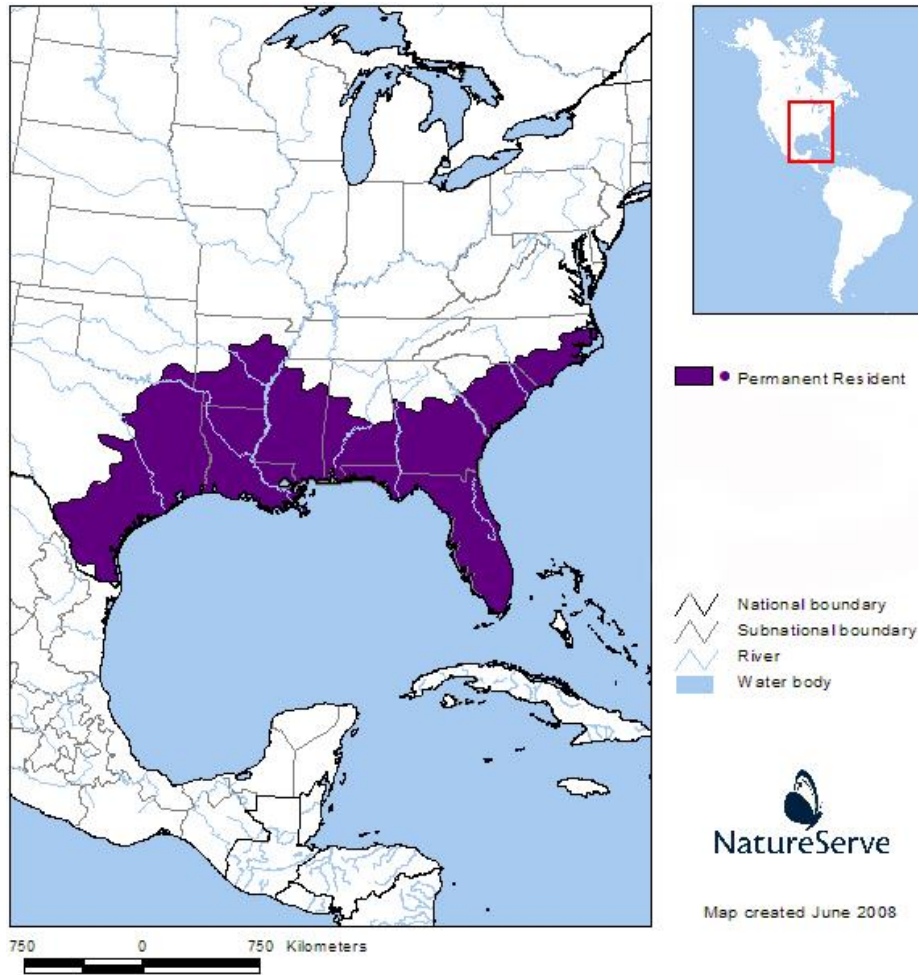 Permanent Resident
National boundary
Subnational boundary
River
Water body
NatureServe
Map created June 2008
750 0 750 Kilometers